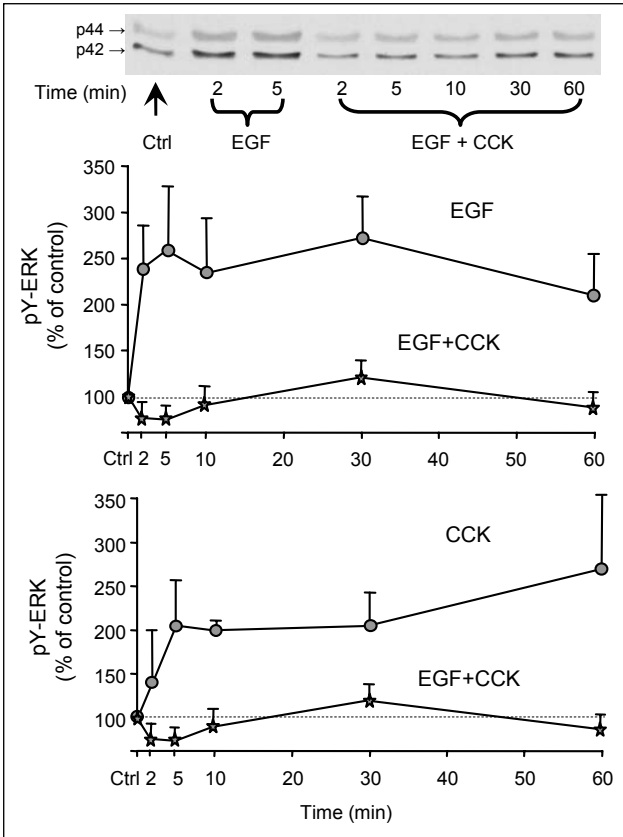 p44 →
p42 →
Time (min) 2 5 2 5 10 30 60
Ctrl EGF EGF + CCK
350
300
250
200
150
100
pY-ERK
(% of control)
EGF
EGF+CCK
Ctrl 2 5 10 20 30 40 50 60
350
300
250
200
150
100
pY-ERK
(% of control)
CCK
EGF+CCK
Ctrl 2 5 10 20 30 40 50 60
Time (min)